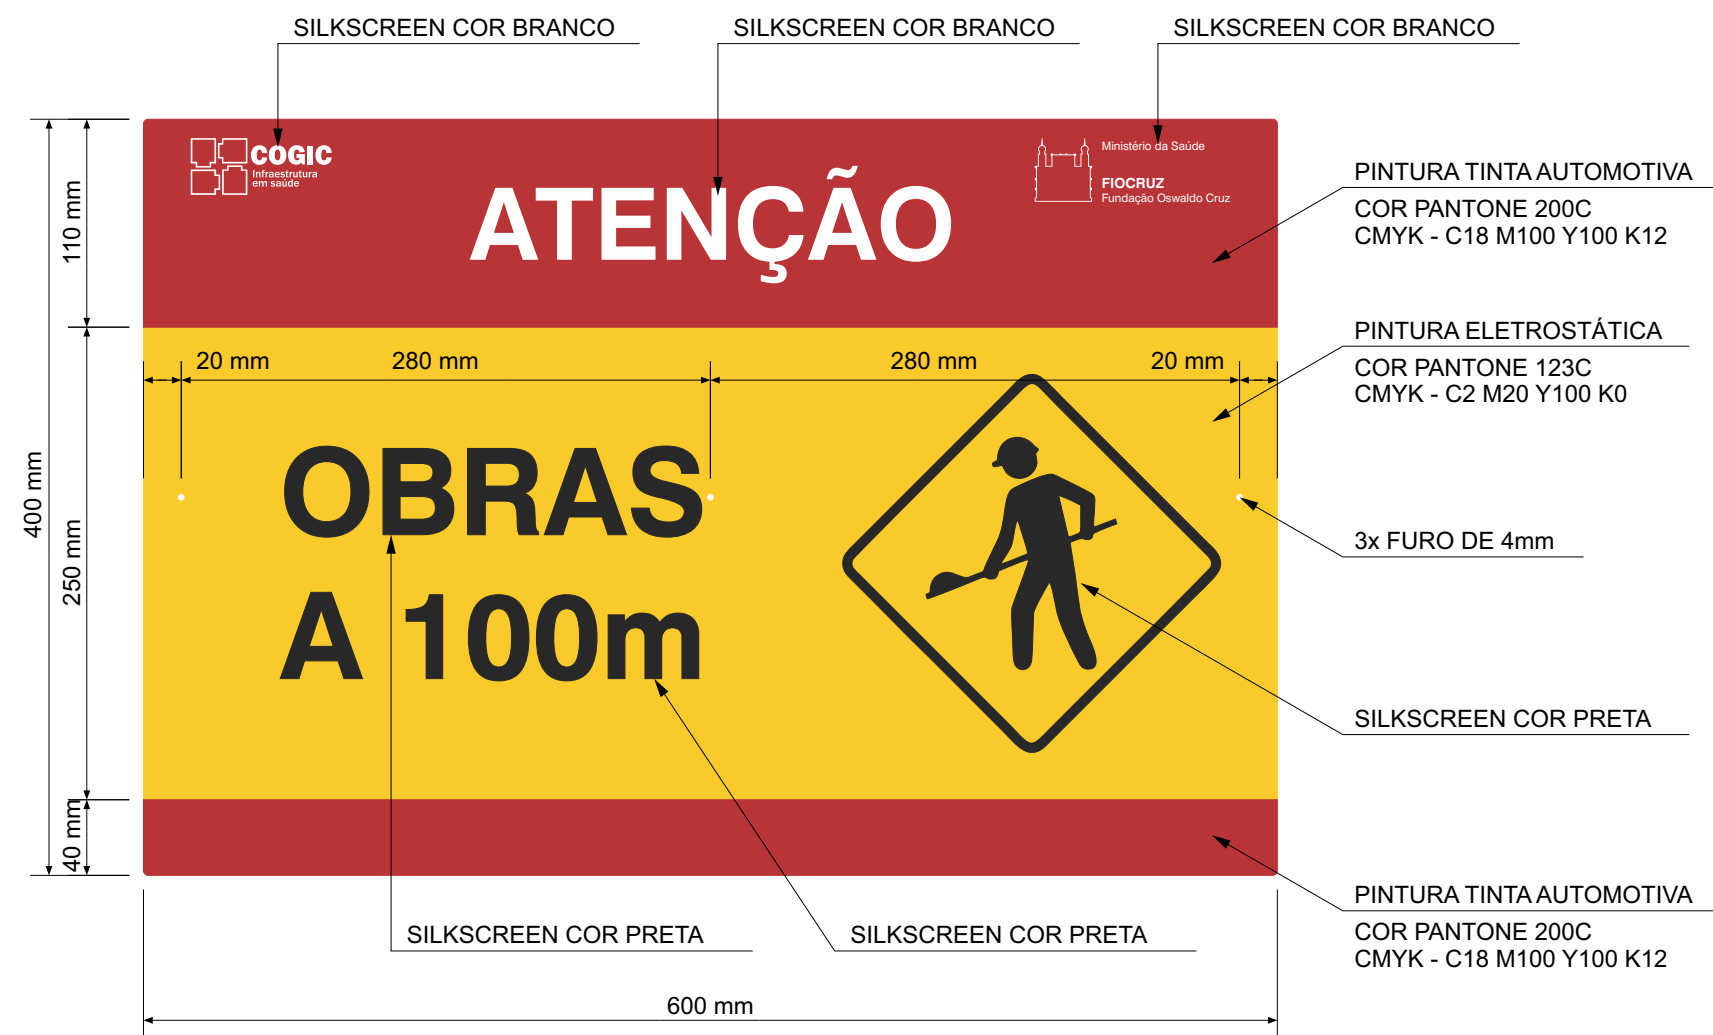 SILKSCREEN COR BRANCO
SILKSCREEN COR BRANCO
SILKSCREEN COR BRANCO
COGIC
Infraestrutura
em saúde
ATENÇÃO
Ministério da Saúde
FIOCRUZ
Fundação Oswaldo Cruz
PINTURA TINTA AUTOMOTIVA
COR PANTONE 200C
CMYK - C18 M100 Y100 K12
110 mm
PINTURA ELETROSTÁTICA
COR PANTONE 123C
CMYK - C2 M20 Y100 K0
20 mm
280 mm
280 mm
20 mm
400 mm
250 mm
OBRAS
A 100m
3x FURO DE 4mm
SILKSCREEN COR PRETA
40 mm
PINTURA TINTA AUTOMOTIVA
COR PANTONE 200C
CMYK - C18 M100 Y100 K12
SILKSCREEN COR PRETA
SILKSCREEN COR PRETA
600 mm